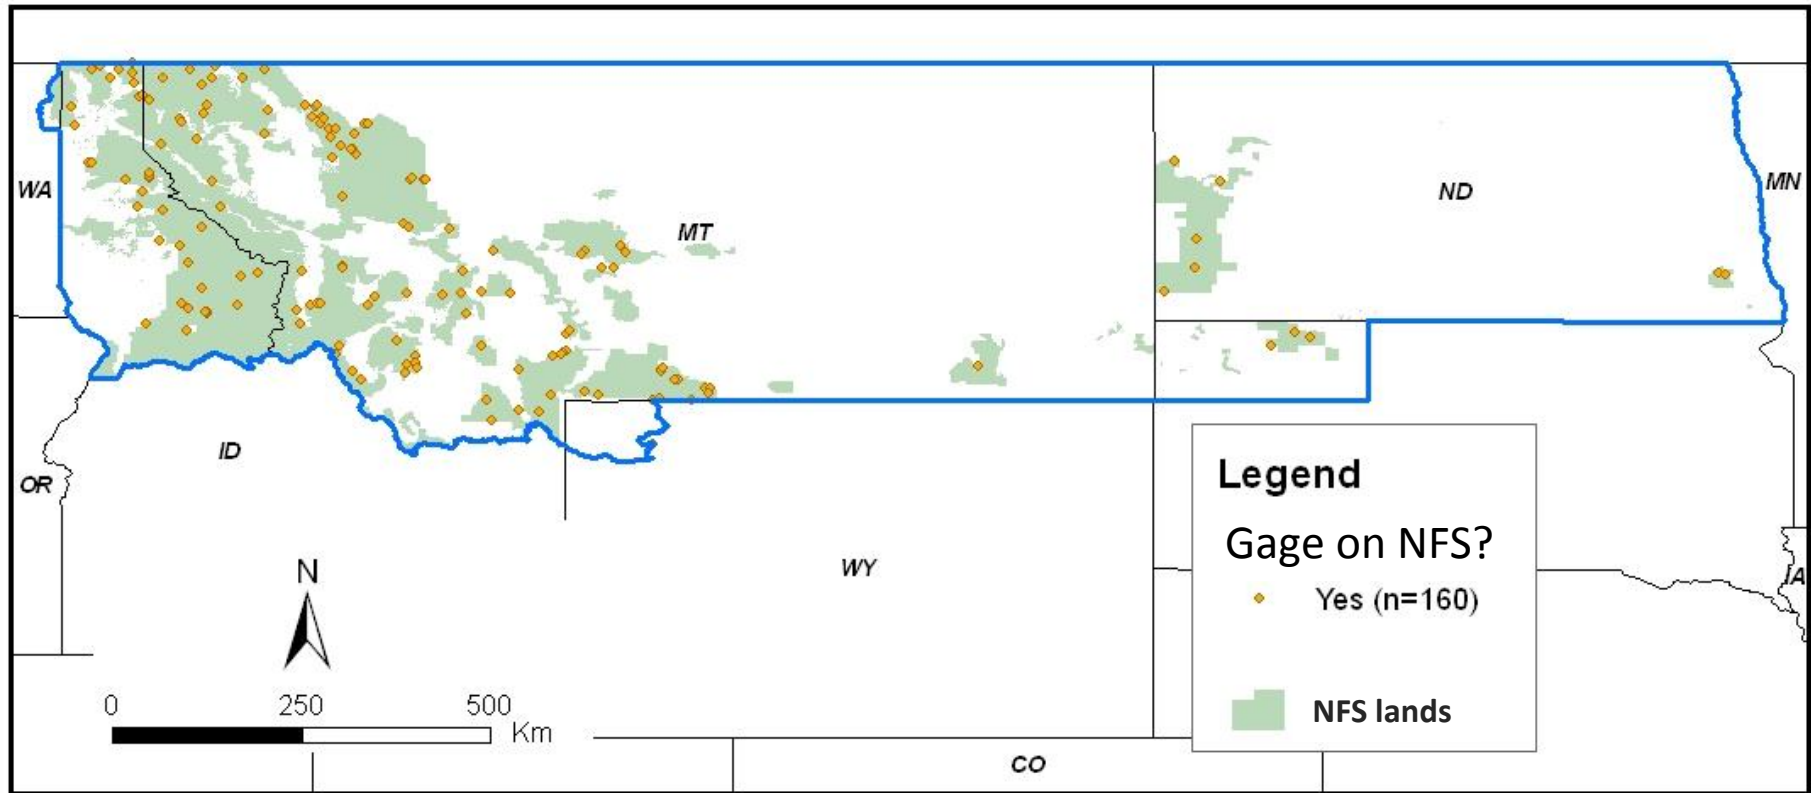 WA
MT
ND
MN
ID
OR
WY
IA
CO
N
0 250 500
Km
Legend
Gage on NFS?
Yes (n=160)
NFS lands